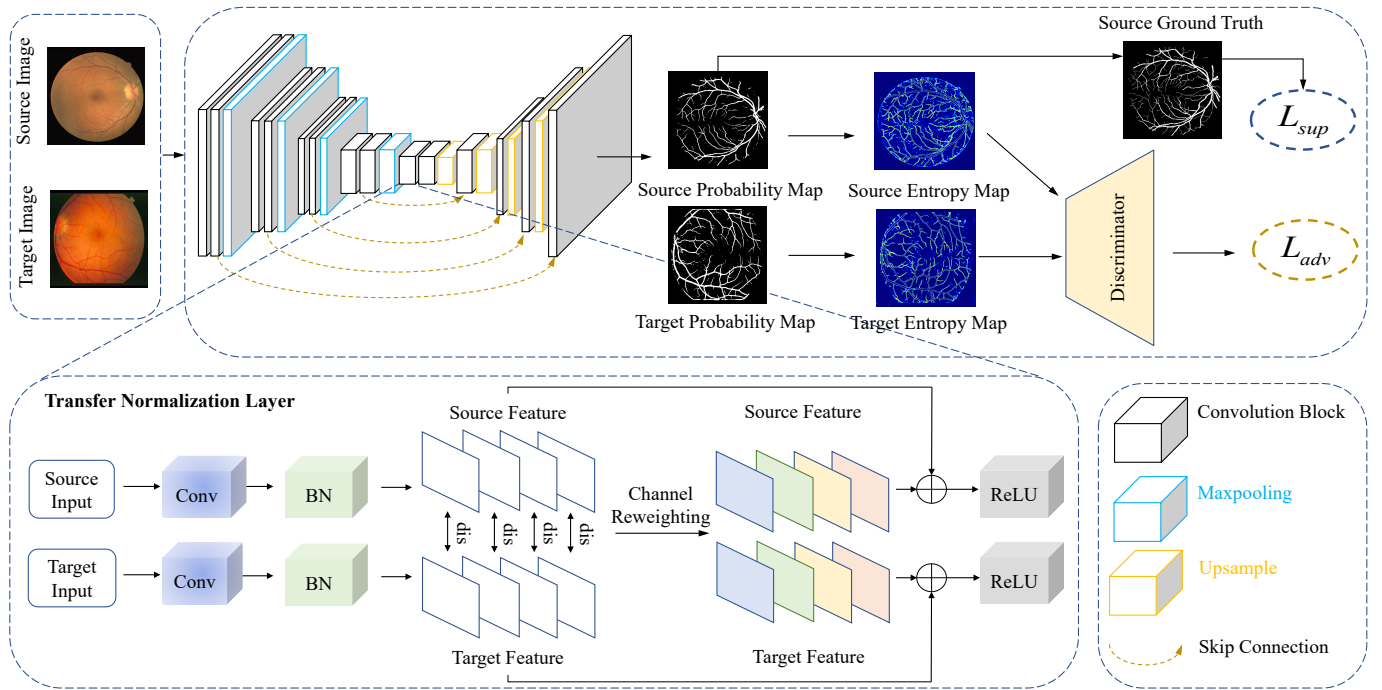 Source Image
Target Image
Source Ground Truth
L_sup
Source Probability Map
Source Entropy Map
Discriminator
L_adv
Target Probability Map
Target Entropy Map
Transfer Normalization Layer
Source Feature
Source Feature
Source
Input
Conv
BN
ReLU
dis
dis
dis
dis
Channel
Reweighting
Target
Input
Conv
BN
ReLU
Target Feature
Target Feature
Convolution Block
Maxpooling
Upsample
Skip Connection